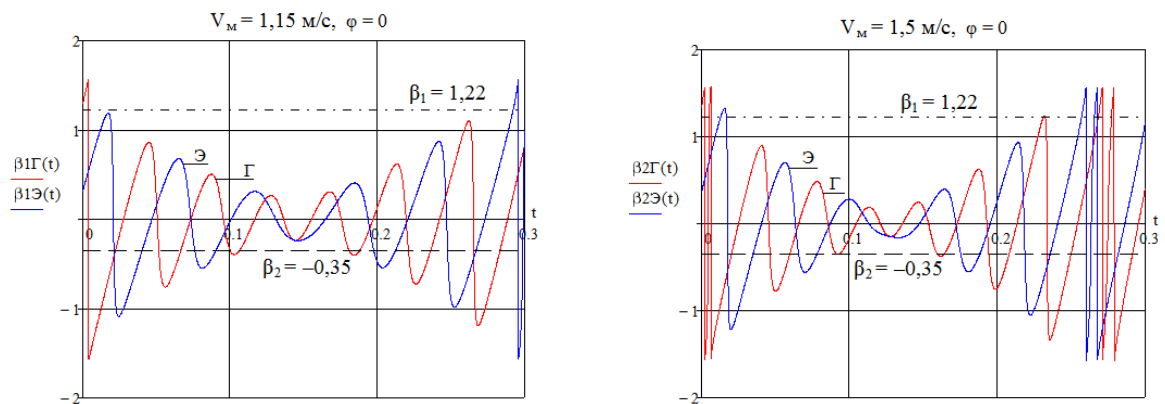 V_м = 1,15 м/с, φ = 0
2
β₁ = 1,22
1
β1Г(t)
β1Э(t)
Э
Г
t
0
0.1
0.2
0.3
β₂ = −0,35
−1
−2
V_м = 1,5 м/с, φ = 0
2
β₁ = 1,22
1
β2Г(t)
β2Э(t)
Э
Г
t
0
0.1
0.2
0.3
β₂ = −0,35
−1
−2